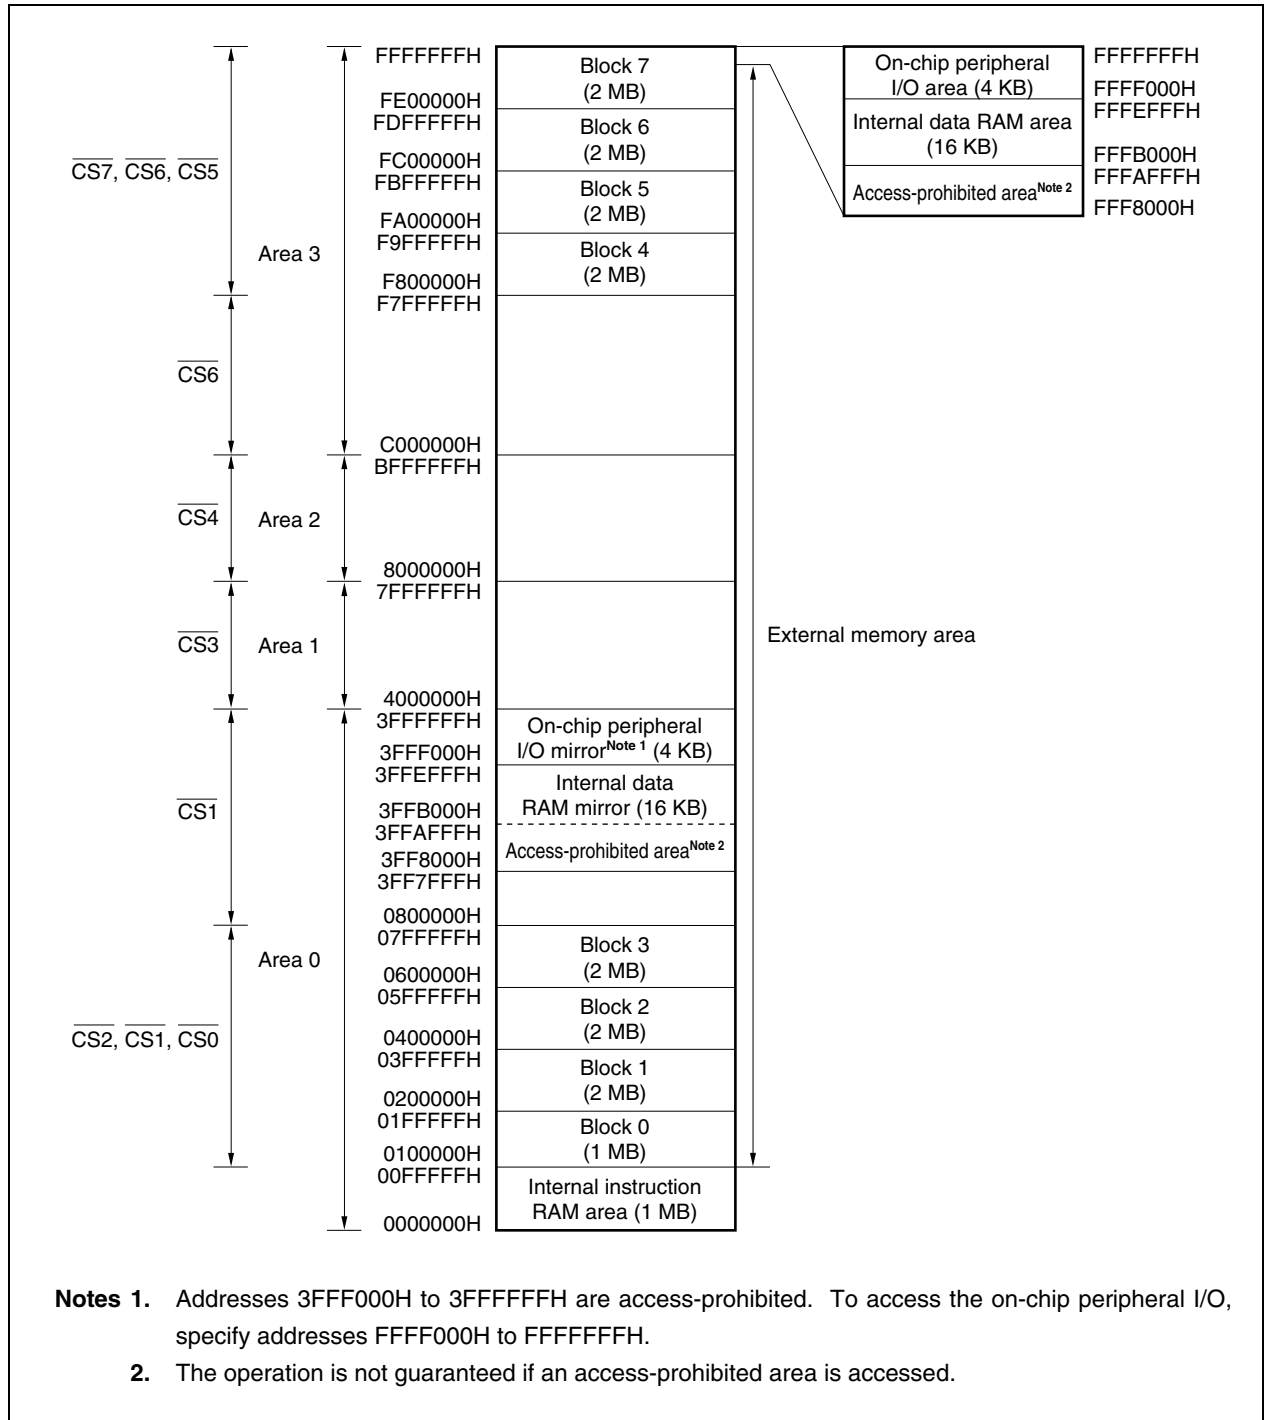 FFFFFFFH
Block 7
(2 MB)
FE00000H
FDFFFFFH
Block 6
(2 MB)
FC00000H
FBFFFFFH
Block 5
(2 MB)
FA00000H
F9FFFFFH
Block 4
(2 MB)
F800000H
F7FFFFFH
C000000H
BFFFFFFH
8000000H
7FFFFFFH
4000000H
3FFFFFFH
On-chip peripheral
I/O mirrorNote 1 (4 KB)
3FFF000H
3FFEFFFH
Internal data
RAM mirror (16 KB)
3FFB000H
3FFAFFFH
Access-prohibited areaNote 2
3FF8000H
3FF7FFFH
0800000H
07FFFFFH
Block 3
(2 MB)
0600000H
05FFFFFH
Block 2
(2 MB)
0400000H
03FFFFFH
Block 1
(2 MB)
0200000H
01FFFFFH
Block 0
(1 MB)
0100000H
00FFFFFH
Internal instruction
RAM area (1 MB)
0000000H
CS7, CS6, CS5
CS6
CS4
CS3
CS1
CS2, CS1, CS0
Area 3
Area 2
Area 1
Area 0
External memory area
On-chip peripheral
I/O area (4 KB)
Internal data RAM area
(16 KB)
Access-prohibited areaNote 2
FFFFFFFH
FFFF000H
FFFEFFFH
FFFB000H
FFFAFFFH
FFF8000H
Notes 1. Addresses 3FFF000H to 3FFFFFFH are access-prohibited. To access the on-chip peripheral I/O,
specify addresses FFFF000H to FFFFFFFH.
2. The operation is not guaranteed if an access-prohibited area is accessed.